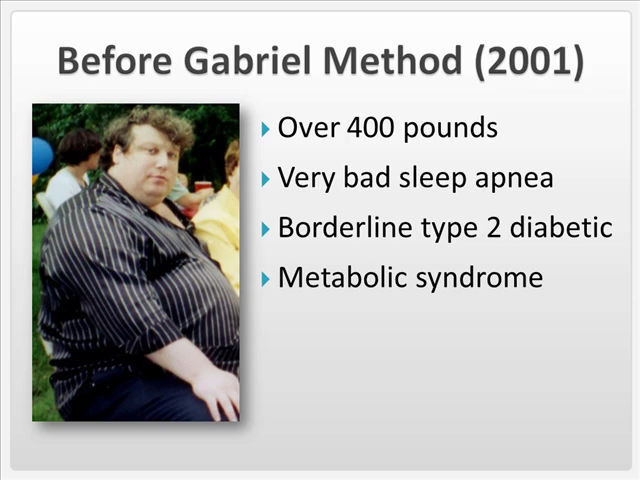 Before Gabriel Method (2001)
Over 400 pounds
Very bad sleep apnea
Borderline type 2 diabetic
Metabolic syndrome